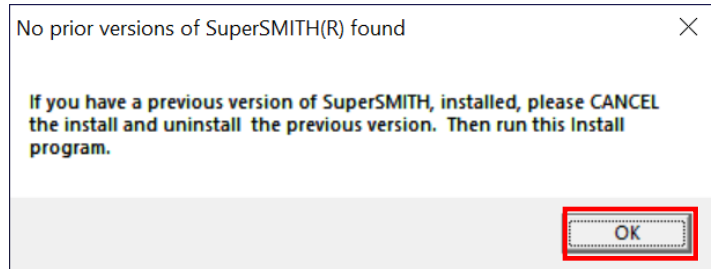 No prior versions of SuperSMITH(R) found
If you have a previous version of SuperSMITH, installed, please CANCEL
the install and uninstall  the previous version.  Then run this Install
program.
OK